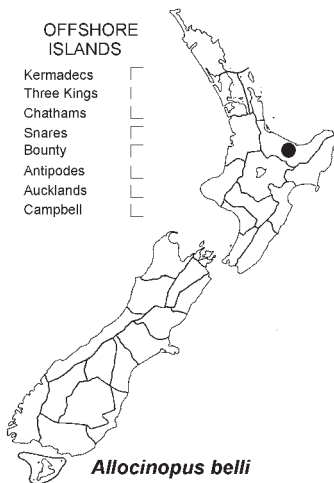 OFFSHORE
ISLANDS
Kermadecs
Three Kings
Chathams
Snares
Bounty
Antipodes
Aucklands
Campbell
Allocinopus belli